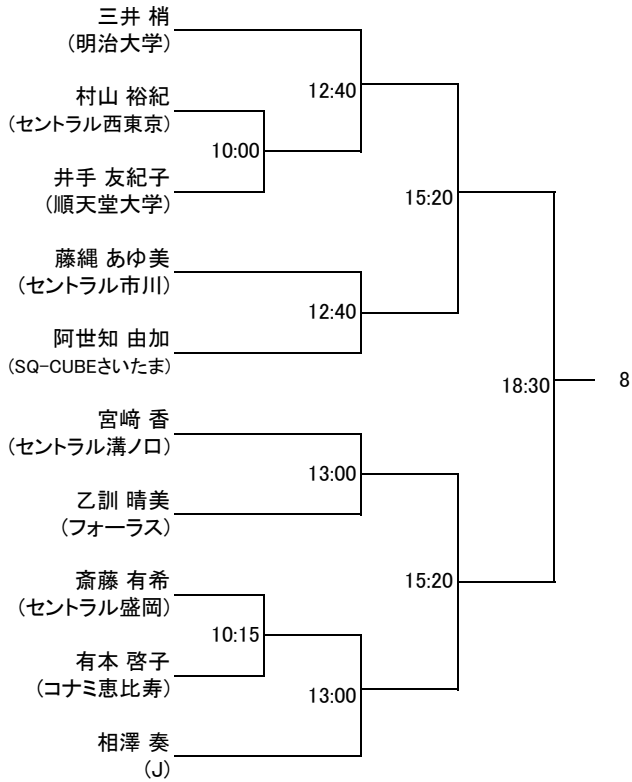 三井 梢
(明治大学)
12:40
村山 裕紀
(セントラル西東京)
10:00
井手 友紀子
(順天堂大学)
15:20
藤縄 あゆ美
(セントラル市川)
12:40
阿世知 由加
(SQ-CUBEさいたま)
18:30
8
宮﨑 香
(セントラル溝ノ口)
13:00
乙訓 晴美
(フォーラス)
15:20
斎藤 有希
(セントラル盛岡)
10:15
有本 啓子
(コナミ恵比寿)
13:00
相澤 奏
(J)